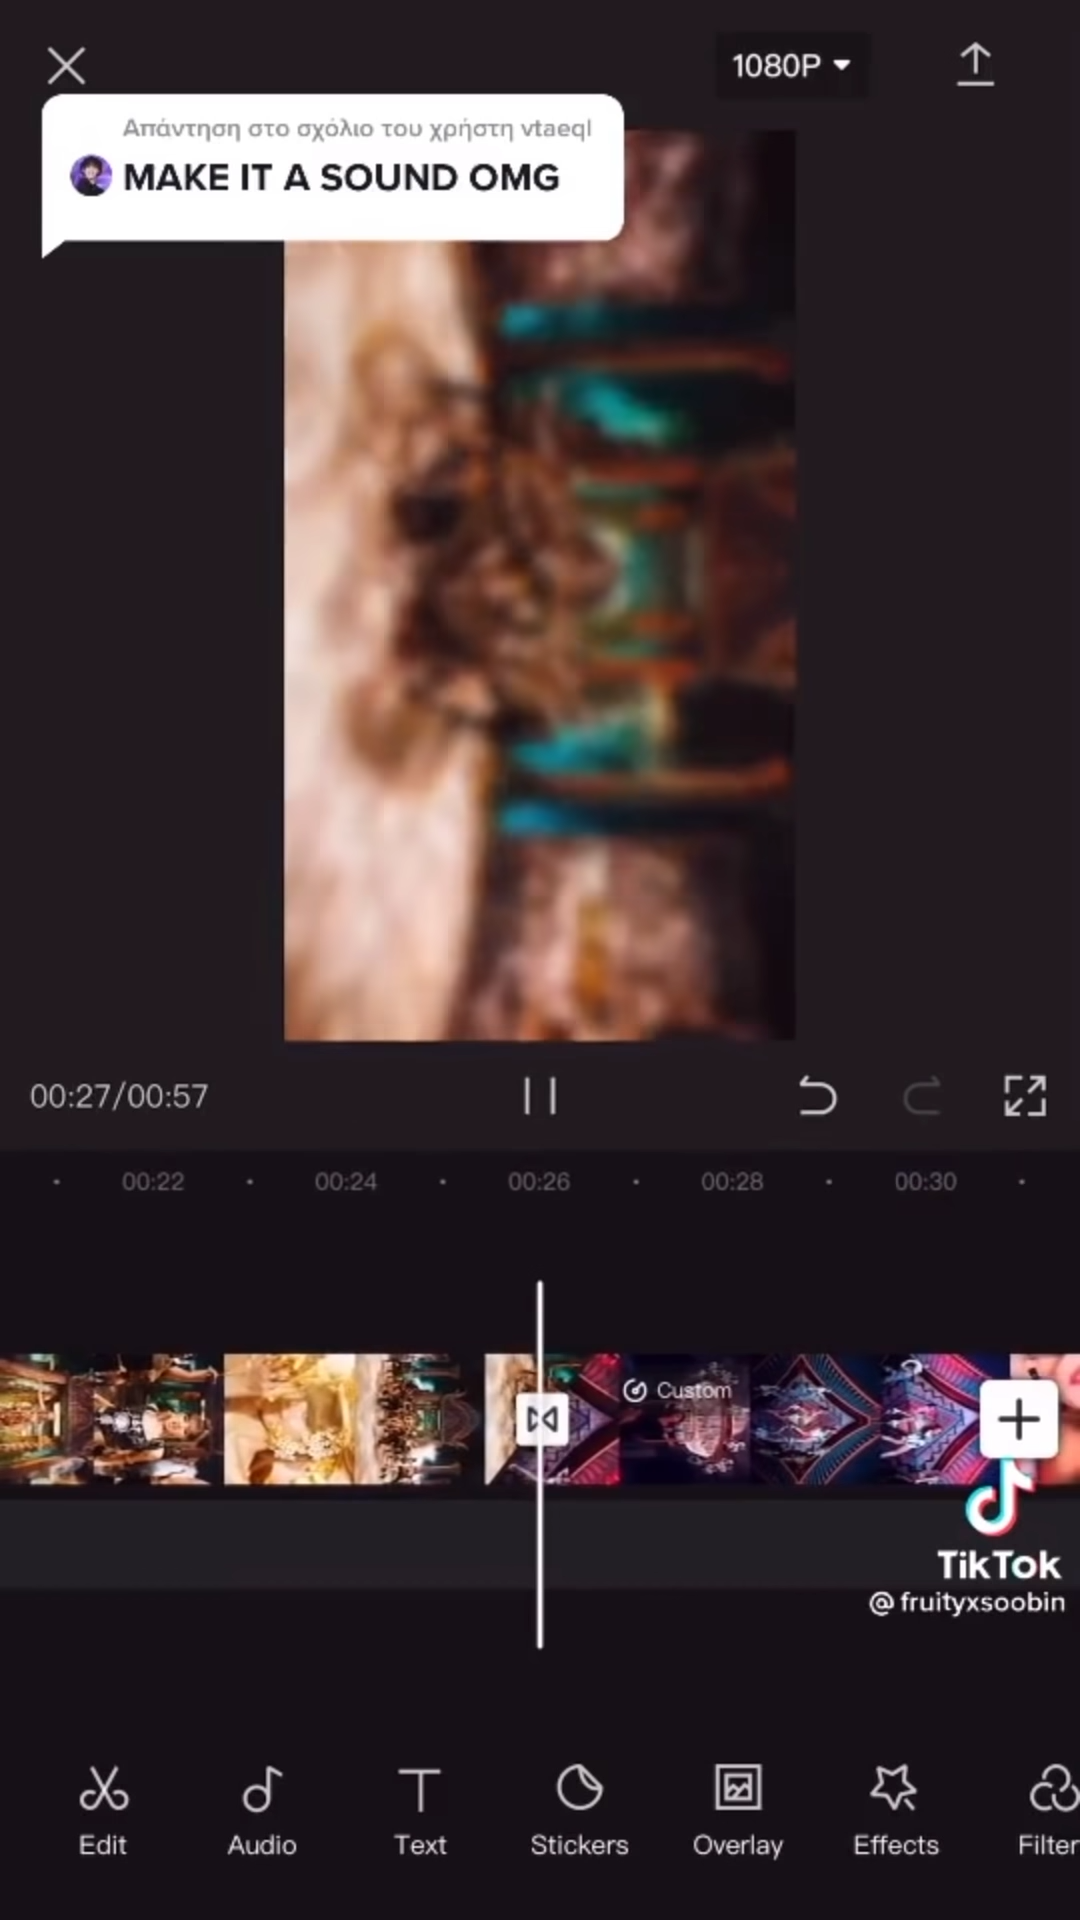 1080P
Απάντηση στο σχόλιο του χρήστη vtaeql
MAKE IT A SOUND OMG
00:27/00:57
00:22 00:24 00:26 00:28 00:30
Custom
TikTok
@fruityxsoobin
Edit Audio Text Stickers Overlay Effects Filter